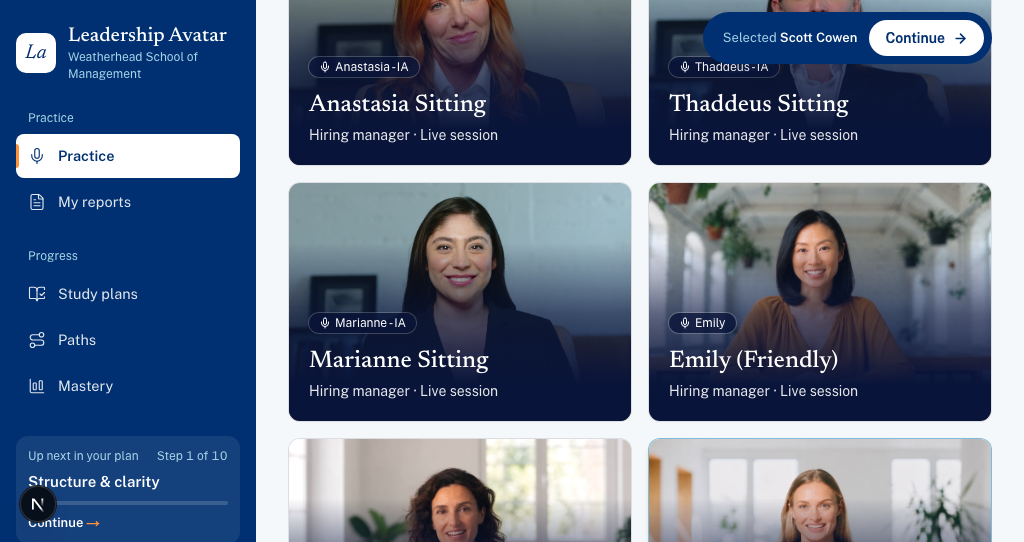 La
Leadership Avatar
Weatherhead School of
Management
Practice
Practice
My reports
Progress
Study plans
Paths
Mastery
Up next in your plan Step 1 of 10
Structure & clarity
N
Continue →
Selected Scott Cowen
Continue →
Anastasia-IA
Anastasia Sitting
Hiring manager · Live session
Thaddeus-IA
Thaddeus Sitting
Hiring manager · Live session
Marianne-IA
Marianne Sitting
Hiring manager · Live session
Emily
Emily (Friendly)
Hiring manager · Live session